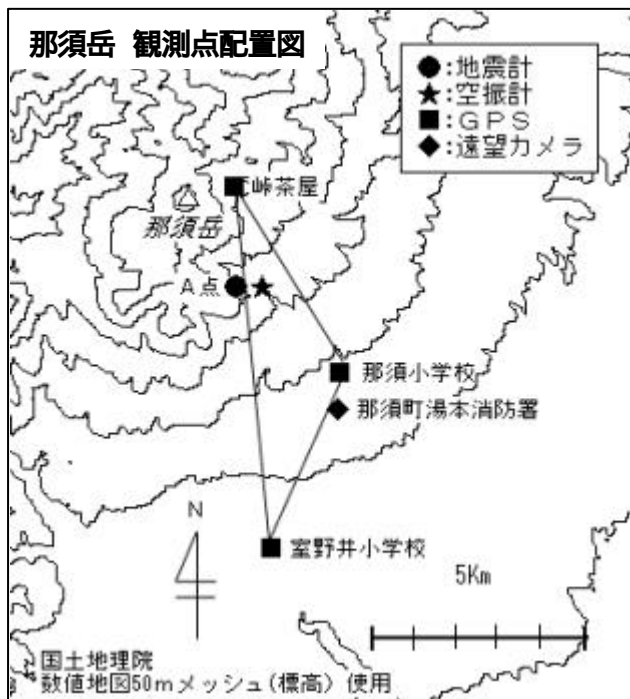 那須岳 観測点配置図
●:地震計
★:空振計
■:GPS
◆:遠望カメラ
峠茶屋
那須岳
A点
那須小学校
那須町湯本消防署
N
室野井小学校
5Km
国土地理院
数値地図50mメッシュ(標高) 使用